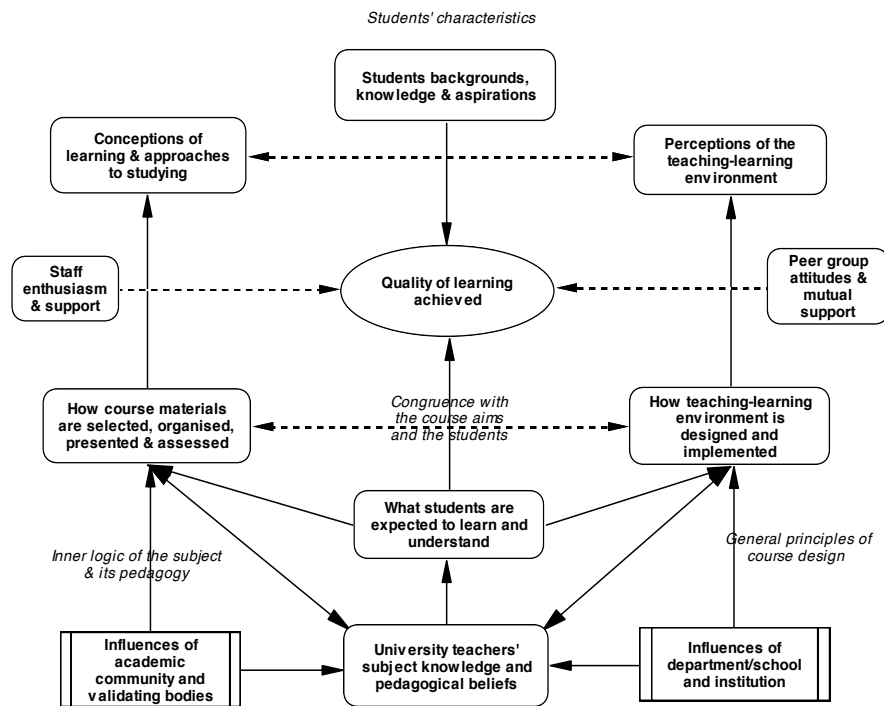 Students' characteristics
Students backgrounds,
knowledge & aspirations
Conceptions of
learning & approaches
to studying
Perceptions of the
teaching-learning
environment
Staff
enthusiasm
& support
Quality of learning
achieved
Peer group
attitudes &
mutual
support
How course materials
are selected, organised,
presented & assessed
Congruence with
the course aims
and the students
How teaching-learning
environment is
designed and
implemented
What students are
expected to learn and
understand
Inner logic of the subject
& its pedagogy
General principles of
course design
Influences of
academic
community and
validating bodies
University teachers'
subject knowledge and
pedagogical beliefs
Influences of
department/school
and institution